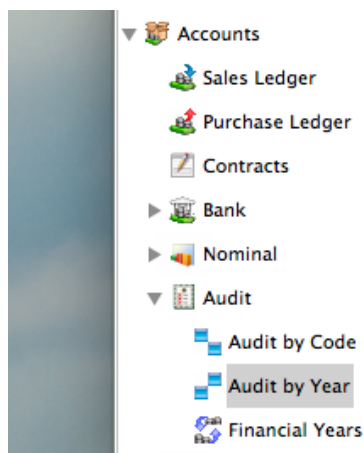 Accounts
Sales Ledger
Purchase Ledger
Contracts
Bank
Nominal
Audit
Audit by Code
Audit by Year
Financial Years